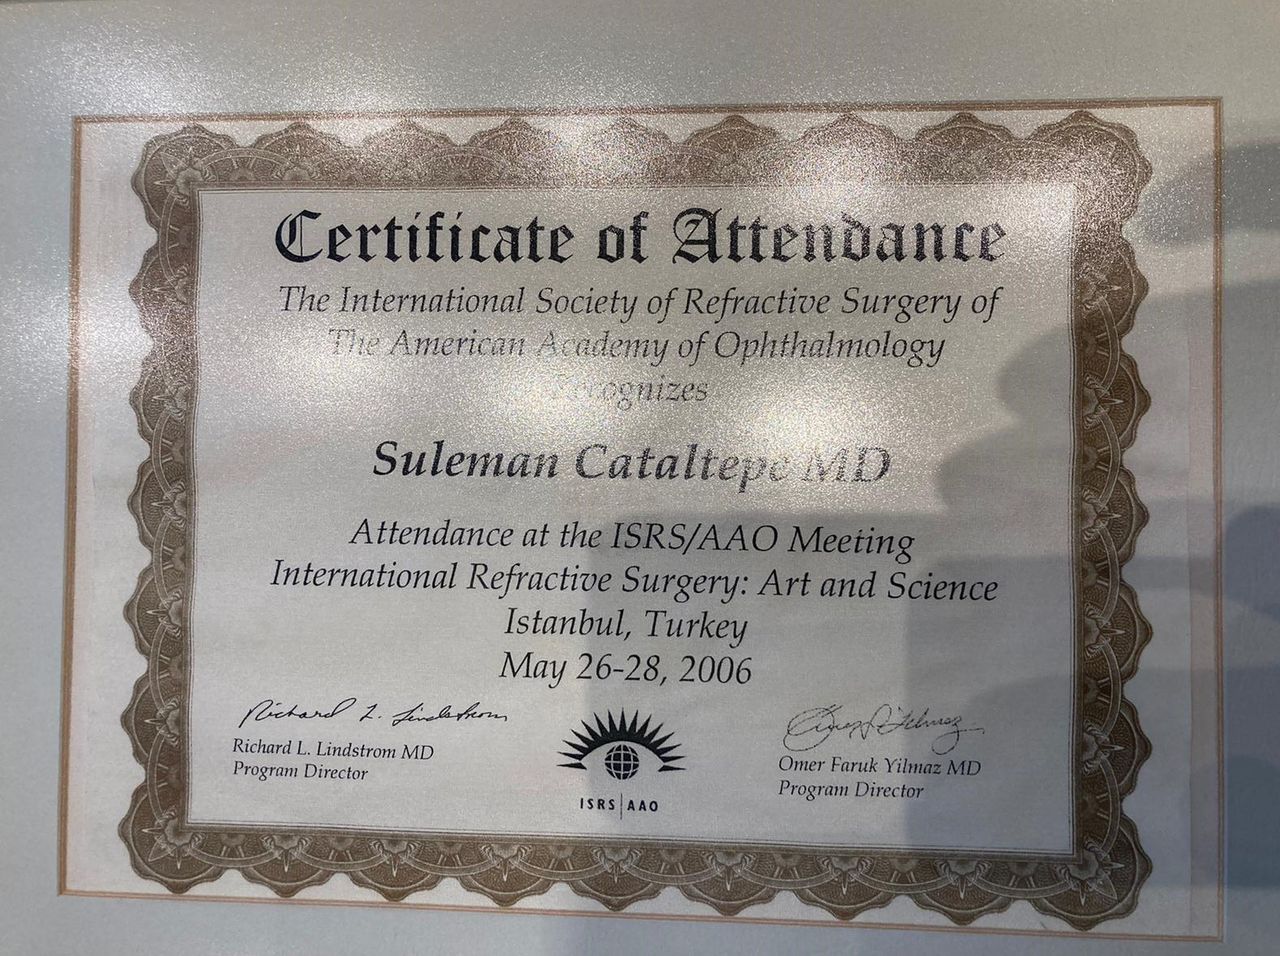 Certificate of Attendance
The International Society of Refractive Surgery of
The American Academy of Ophthalmology
Recognizes
Suleman Cataltepe MD
Attendance at the ISRS/AAO Meeting
International Refractive Surgery: Art and Science
Istanbul, Turkey
May 26-28, 2006
Richard L. Lindstrom
Richard L. Lindstrom MD
Program Director
ISRS|AAO
Omer Faruk Yilmaz MD
Program Director